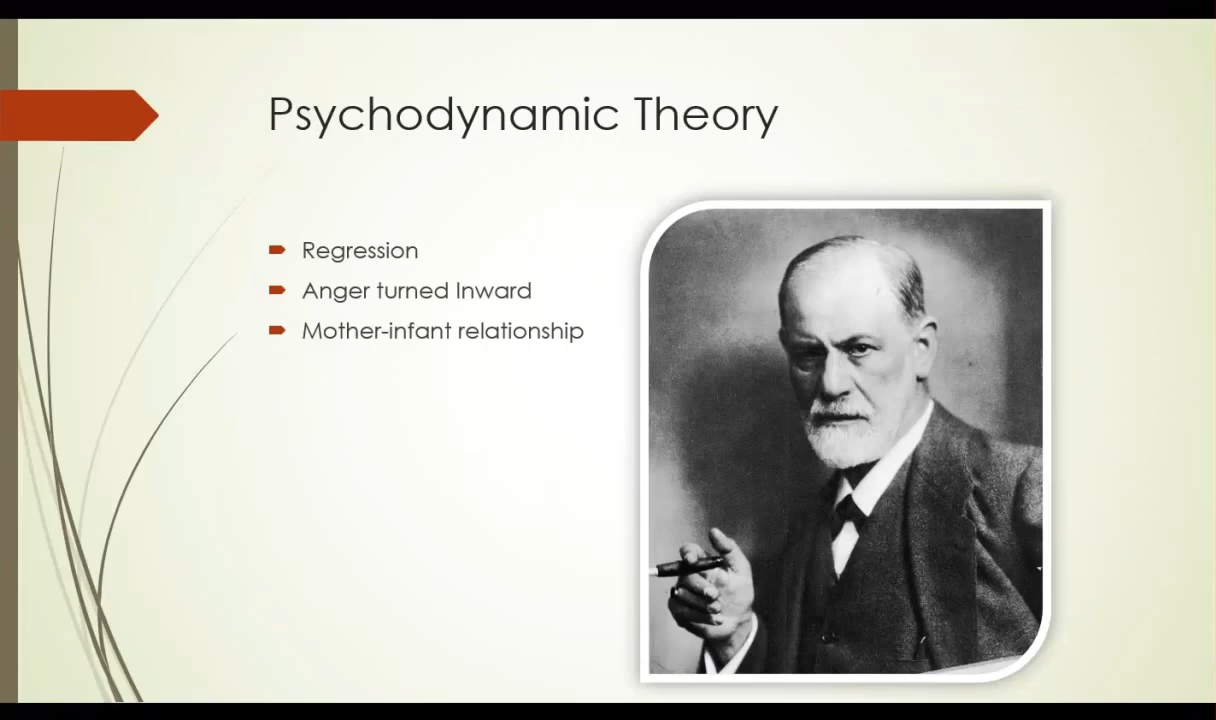 Psychodynamic Theory
Regression
Anger turned Inward
Mother-infant relationship